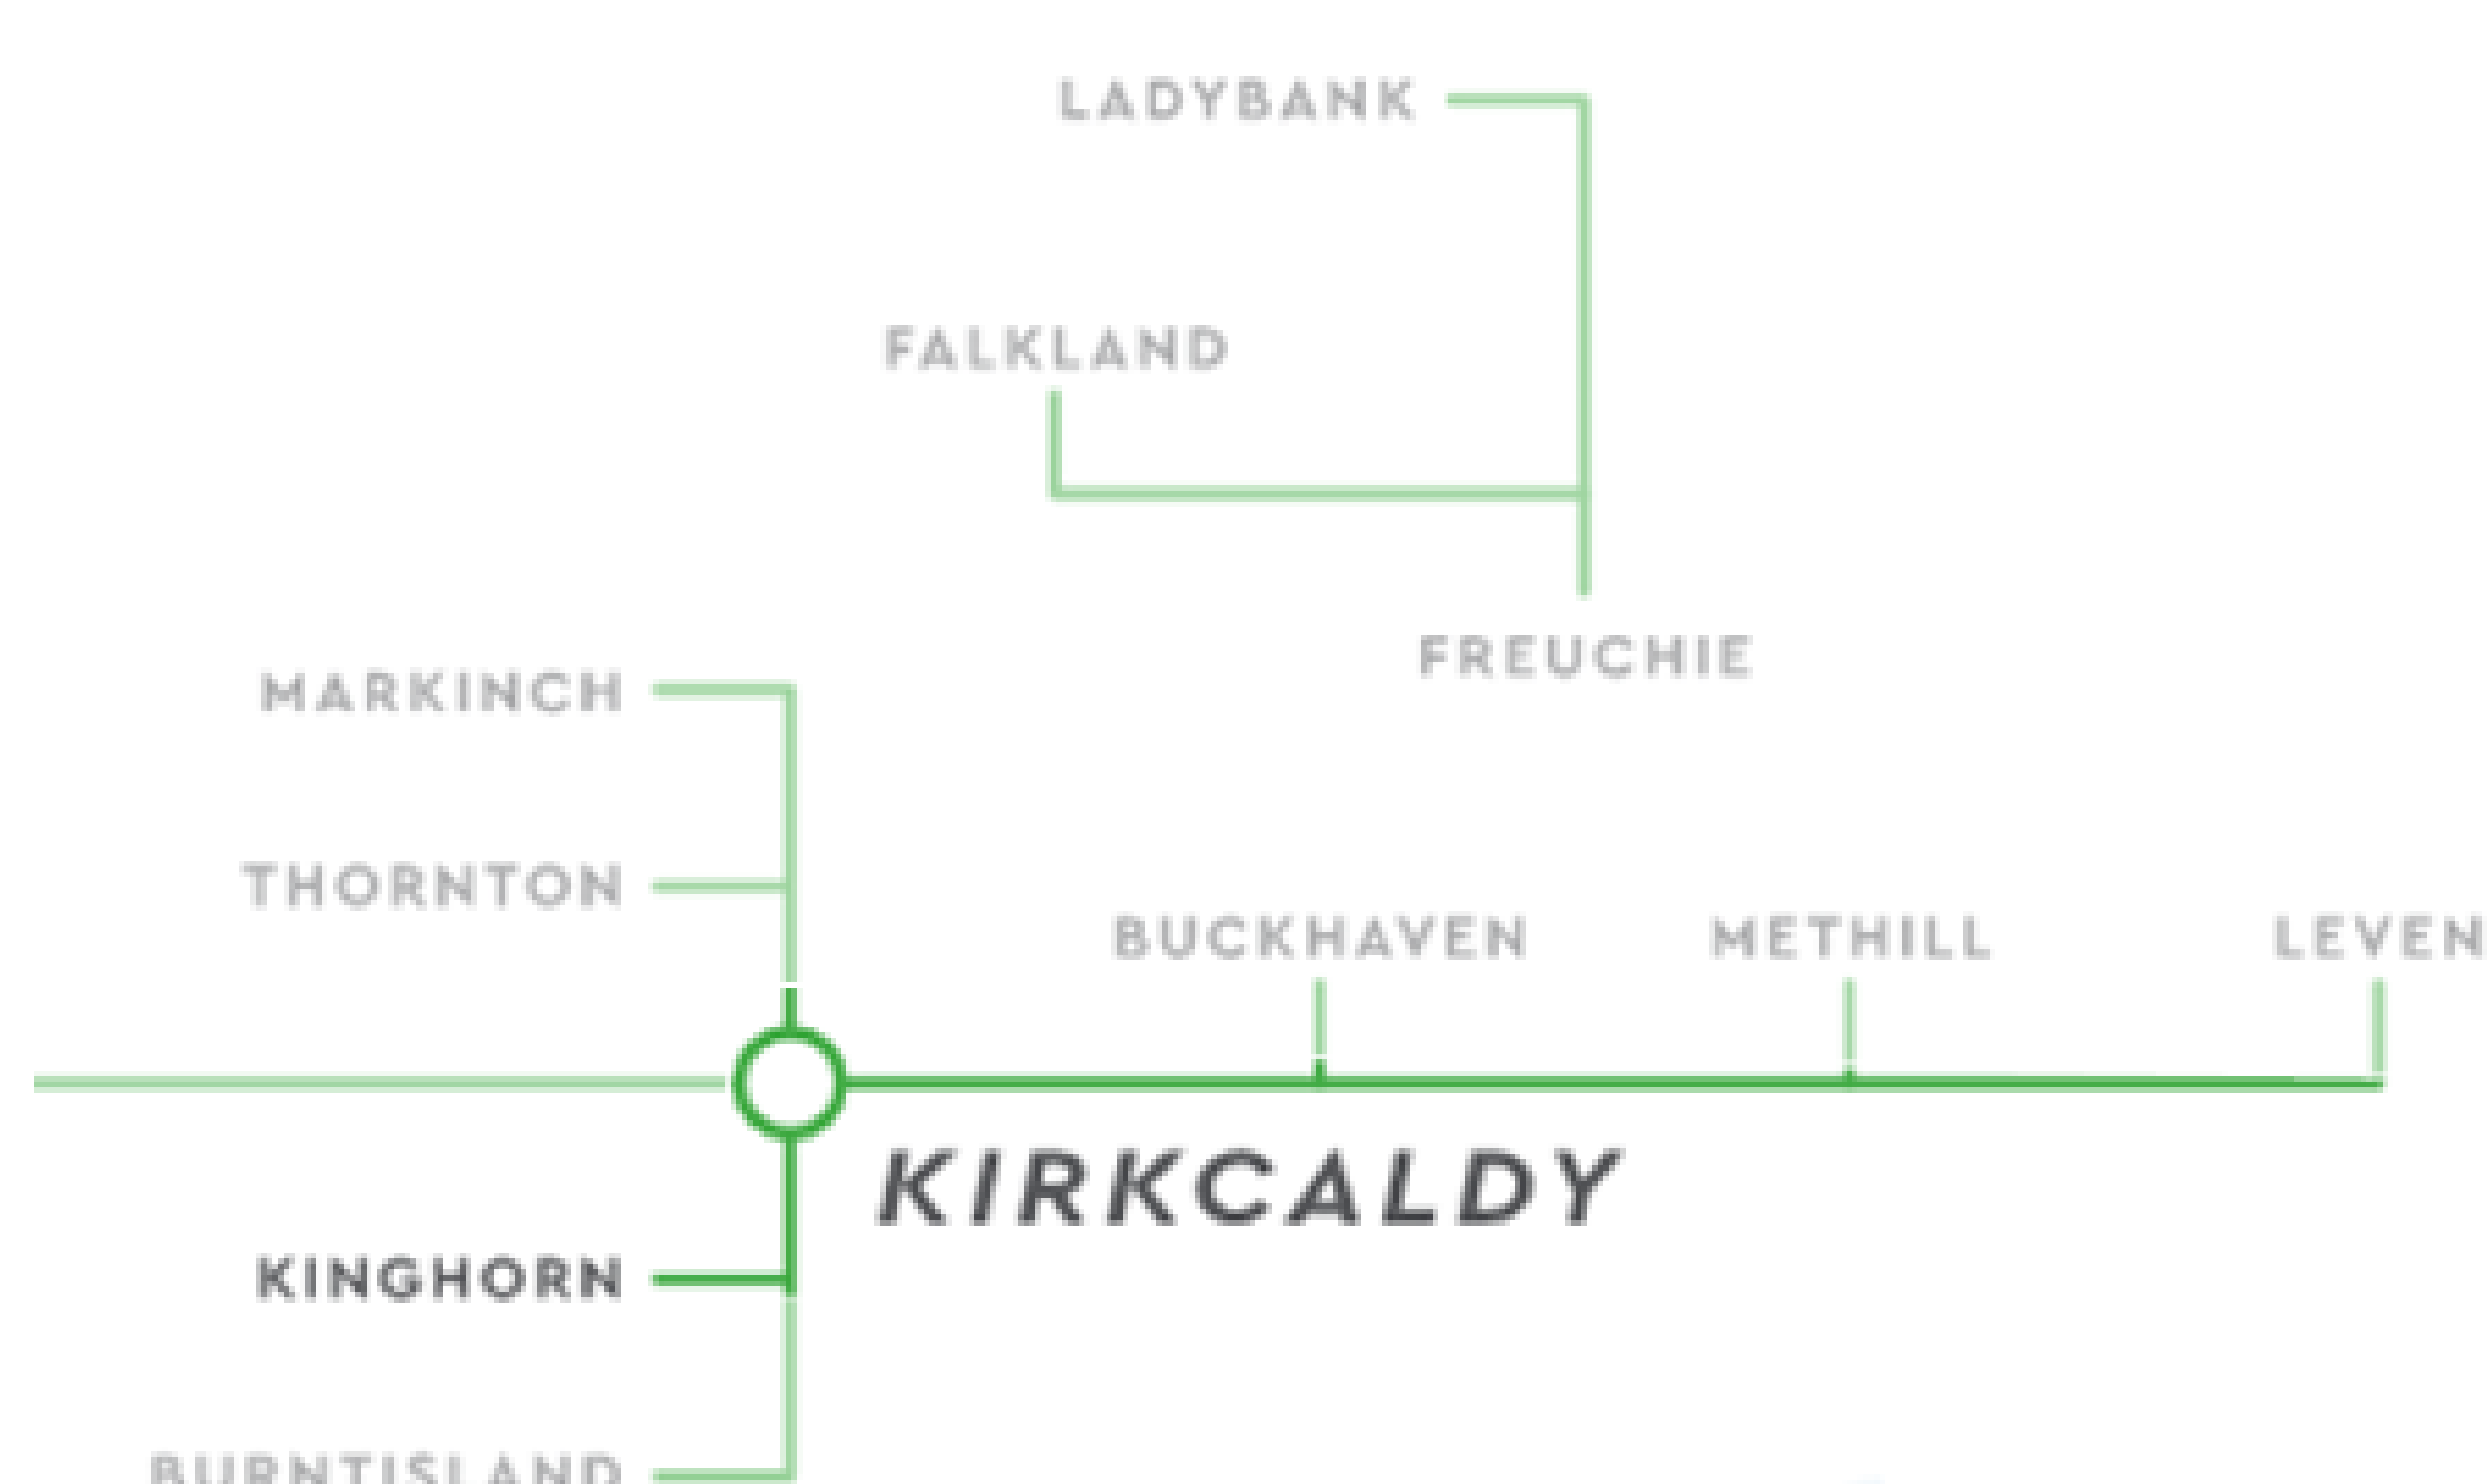 LADYBANK
FALKLAND
FREUCHIE
MARKINCH
THORNTON
BUCKHAVEN
METHILL
LEVEN
KIRKCALDY
KINGHORN
BURNTISLAND